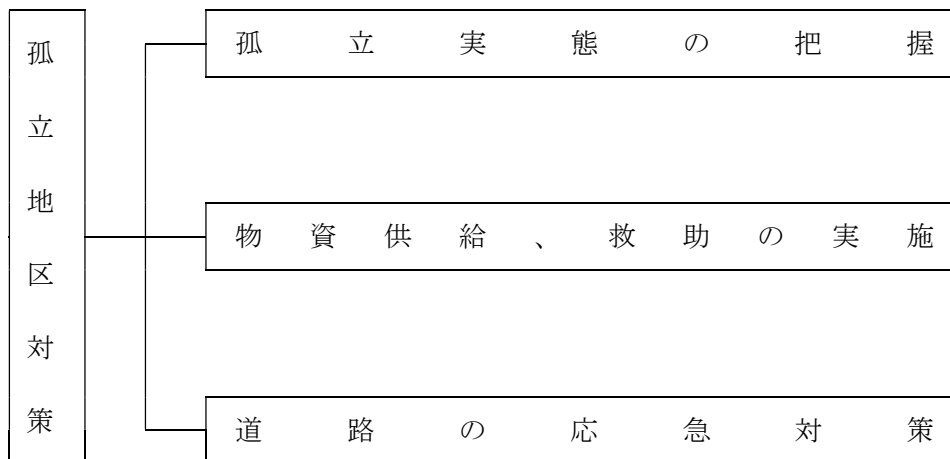 孤立地区対策
孤立実態の把握
物資供給、救助の実施
道路の応急対策